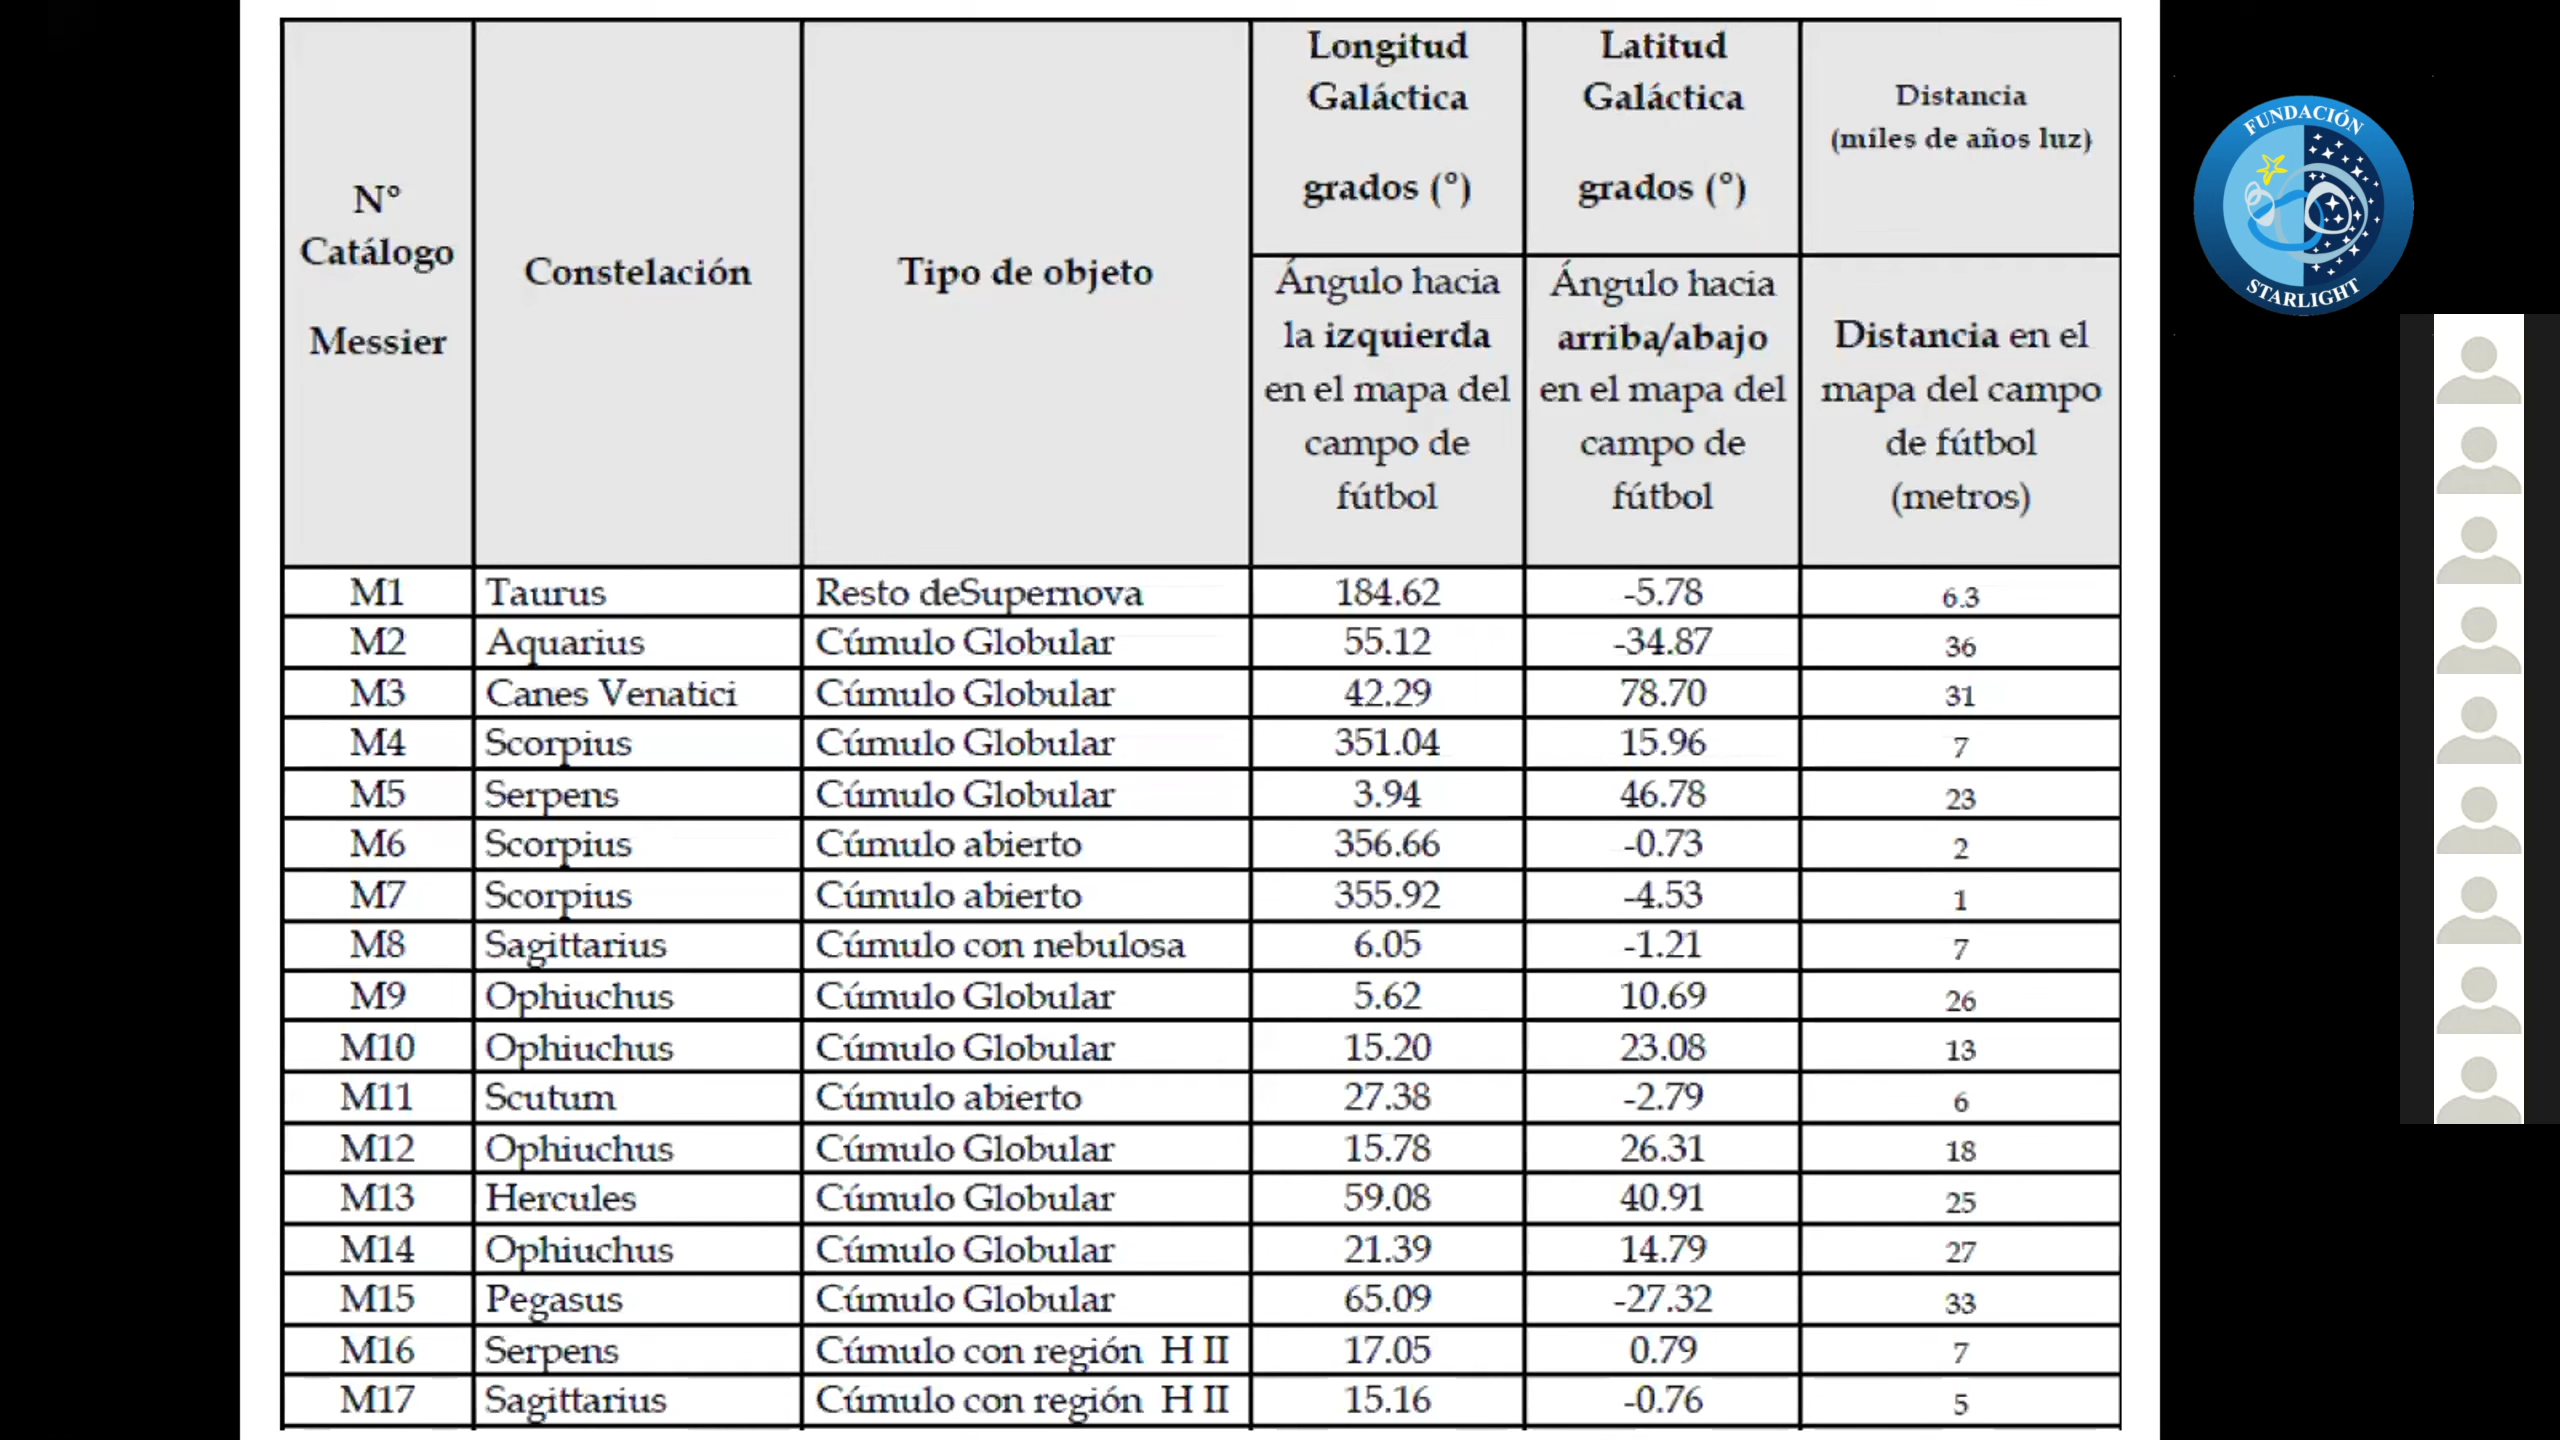 N°
Catálogo
Messier
Constelación
Tipo de objeto
Longitud
Galáctica
grados (°)
Latitud
Galáctica
grados (°)
Distancia
(miles de años luz)
Ángulo hacia
la izquierda
en el mapa del
campo de
fútbol
Ángulo hacia
arriba/abajo
en el mapa del
campo de
fútbol
Distancia en el
mapa del campo
de fútbol
(metros)
M1 Taurus Resto deSupernova 184.62 -5.78 6.3
M2 Aquarius Cúmulo Globular 55.12 -34.87 36
M3 Canes Venatici Cúmulo Globular 42.29 78.70 31
M4 Scorpius Cúmulo Globular 351.04 15.96 7
M5 Serpens Cúmulo Globular 3.94 46.78 23
M6 Scorpius Cúmulo abierto 356.66 -0.73 2
M7 Scorpius Cúmulo abierto 355.92 -4.53 1
M8 Sagittarius Cúmulo con nebulosa 6.05 -1.21 7
M9 Ophiuchus Cúmulo Globular 5.62 10.69 26
M10 Ophiuchus Cúmulo Globular 15.20 23.08 13
M11 Scutum Cúmulo abierto 27.38 -2.79 6
M12 Ophiuchus Cúmulo Globular 15.78 26.31 18
M13 Hercules Cúmulo Globular 59.08 40.91 25
M14 Ophiuchus Cúmulo Globular 21.39 14.79 27
M15 Pegasus Cúmulo Globular 65.09 -27.32 33
M16 Serpens Cúmulo con región H II 17.05 0.79 7
M17 Sagittarius Cúmulo con región H II 15.16 -0.76 5
FUNDACIÓN
STARLIGHT